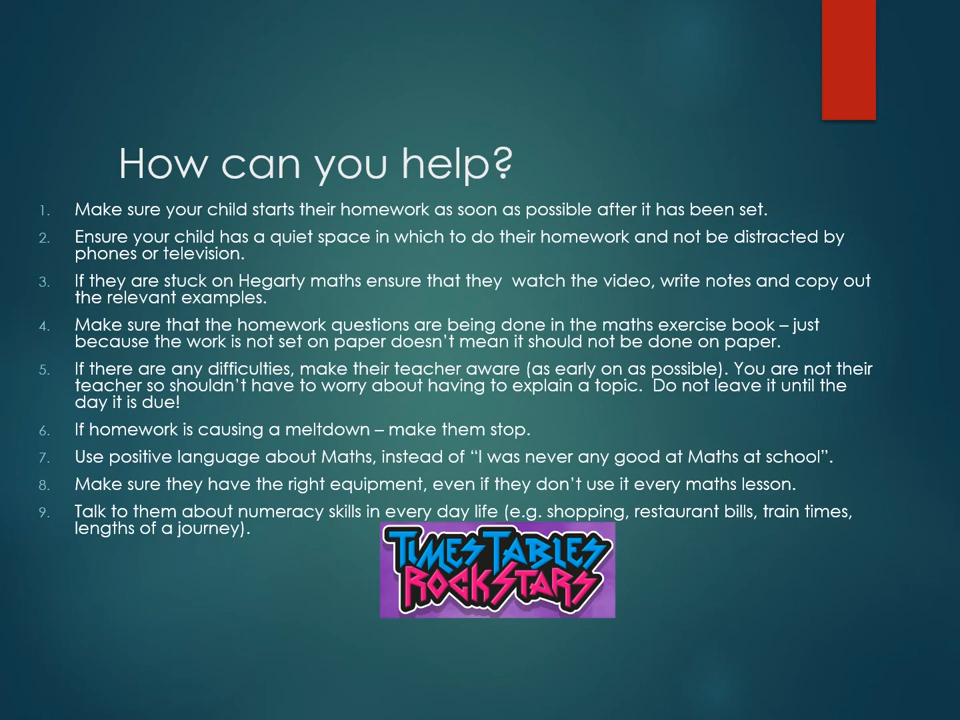 How can you help?
1. Make sure your child starts their homework as soon as possible after it has been set.
2. Ensure your child has a quiet space in which to do their homework and not be distracted by
phones or television.
3. If they are stuck on Hegarty maths ensure that they  watch the video, write notes and copy out
the relevant examples.
4. Make sure that the homework questions are being done in the maths exercise book – just
because the work is not set on paper doesn’t mean it should not be done on paper.
5. If there are any difficulties, make their teacher aware (as early on as possible). You are not their
teacher so shouldn’t have to worry about having to explain a topic.  Do not leave it until the
day it is due!
6. If homework is causing a meltdown – make them stop.
7. Use positive language about Maths, instead of “I was never any good at Maths at school”.
8. Make sure they have the right equipment, even if they don’t use it every maths lesson.
9. Talk to them about numeracy skills in every day life (e.g. shopping, restaurant bills, train times,
lengths of a journey).
TIMES TABLES
ROCK STARS